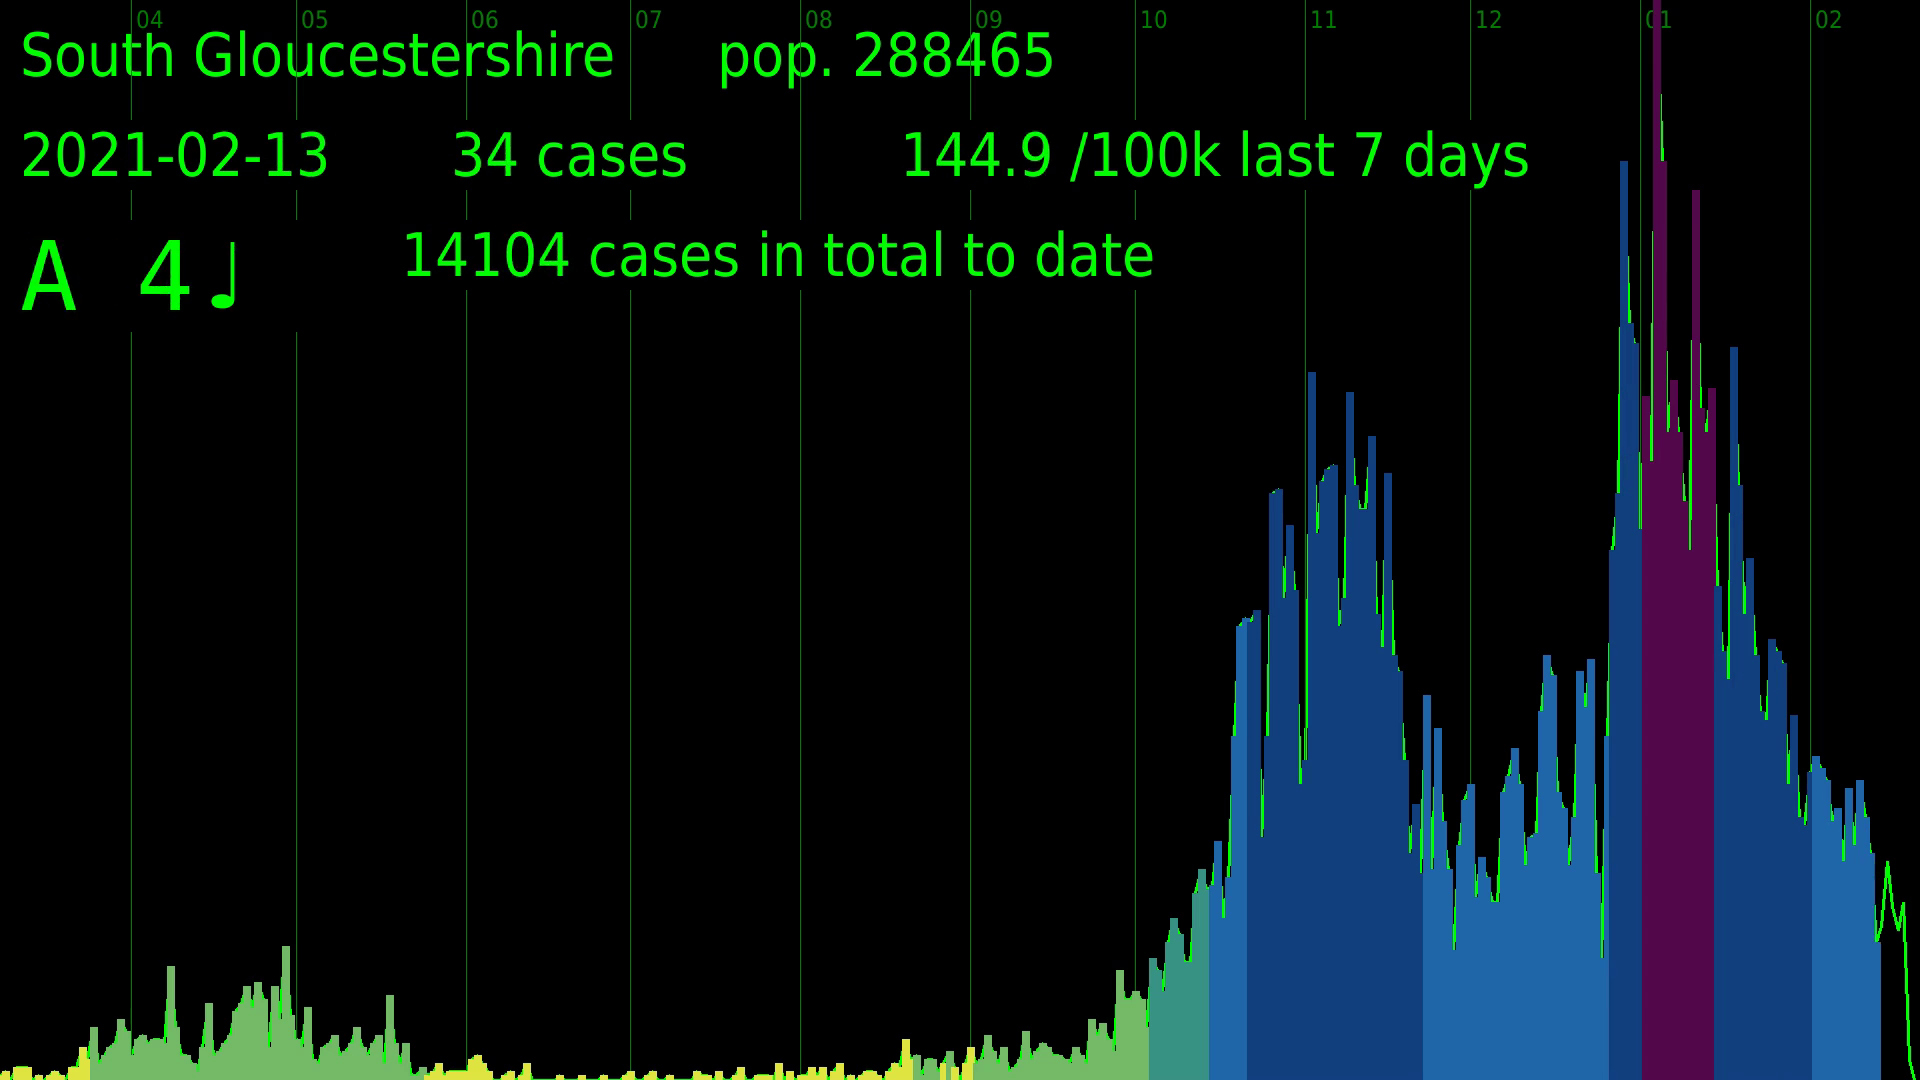 04 05 06 07 08 09 10 11 12 01 02
South Gloucestershire pop. 288465
2021-02-13 34 cases 144.9 /100k last 7 days
A 4♩ 14104 cases in total to date